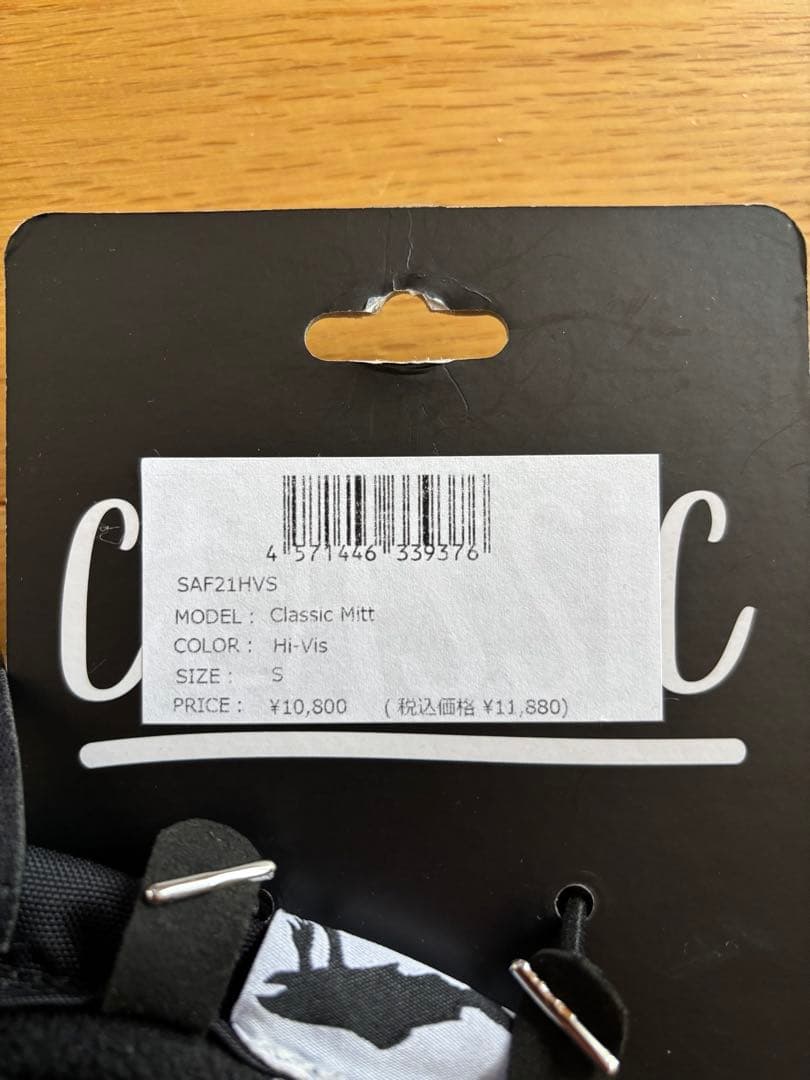 C
IC
4 571446 339376
SAF21HVS
MODEL : Classic Mitt
COLOR : Hi-Vis
SIZE : S
PRICE : ¥10,800 ( 税込価格 ¥11,880)